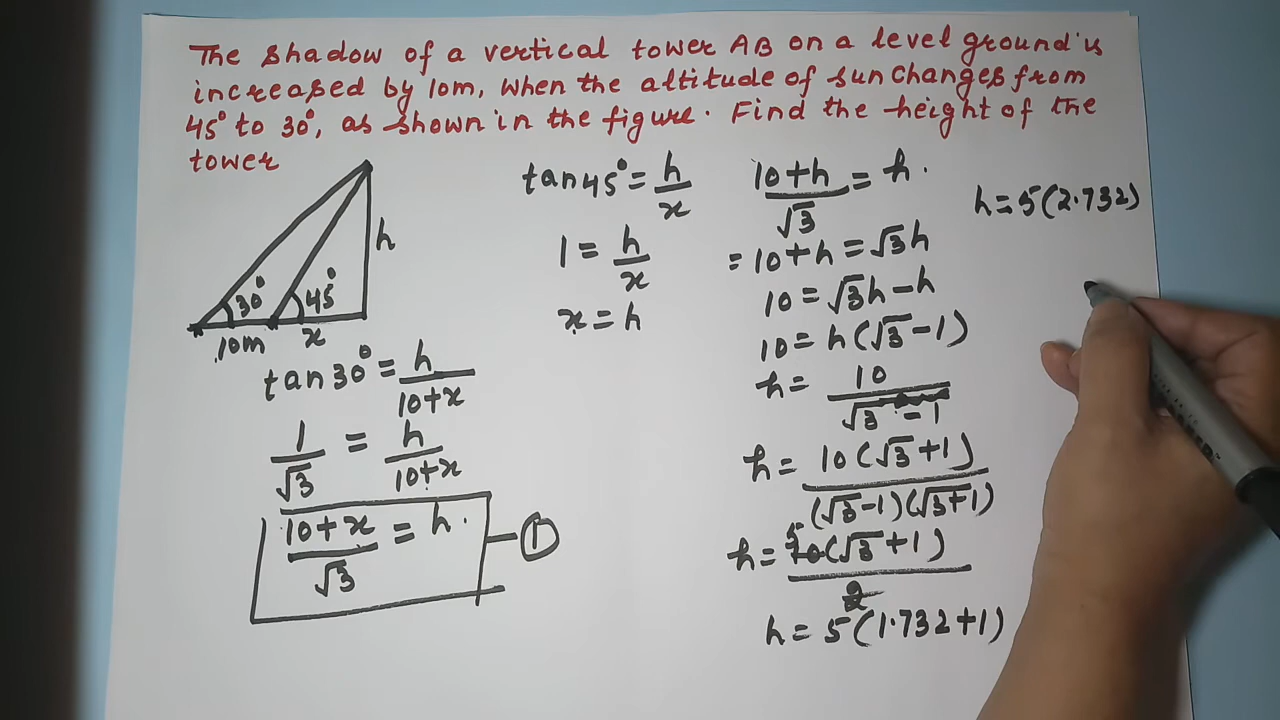 The shadow of a vertical tower AB on a level ground is
increased by 10m, when the altitude of sun changes from
45° to 30°, as shown in the figure. Find the height of the
tower
h
30°
45°
10m
x
tan30° = h/(10+x)
1/√3 = h/(10+x)
(10+x)/√3 = h. — ①
tan45° = h/x
1 = h/x
x = h
(10+h)/√3 = h.
= 10+h = √3h
10 = √3h-h
10 = h(√3-1)
h = 10/(√3-1)
h = 10(√3+1)/((√3-1)(√3+1))
h = 5 10(√3+1)/2
h = 5(1.732+1)
h = 5(2.732)